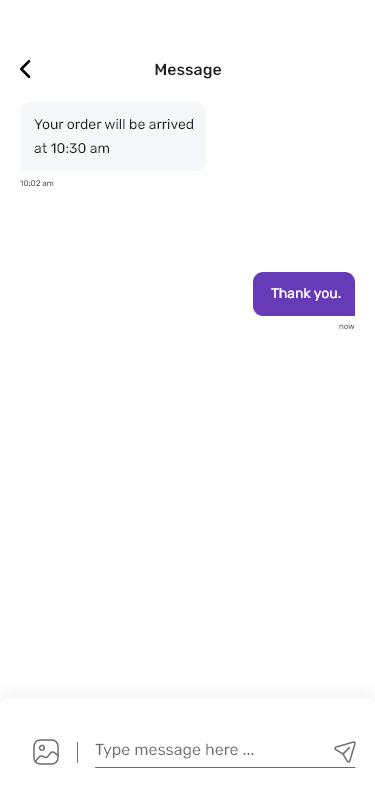 Message
Your order will be arrived
at 10:30 am
10:02 am
Thank you.
now
Type message here ...